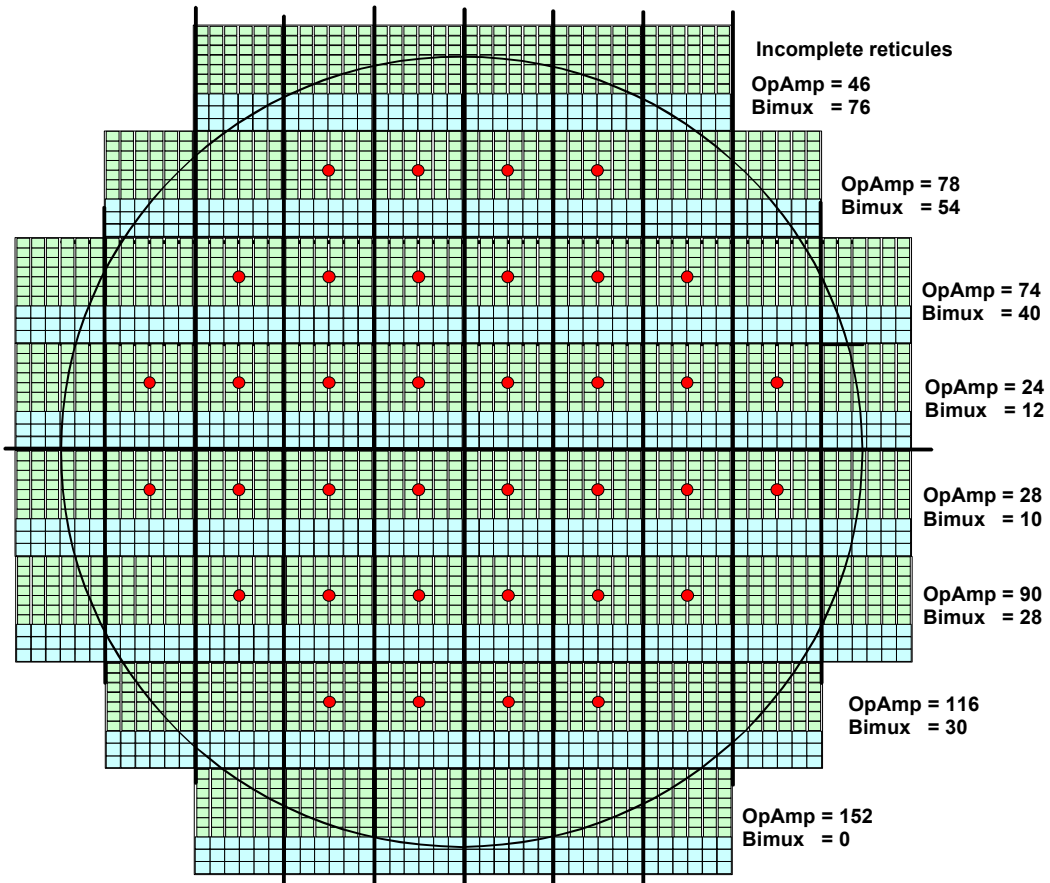 Incomplete reticules
OpAmp = 46
Bimux = 76
OpAmp = 78
Bimux = 54
OpAmp = 74
Bimux = 40
OpAmp = 24
Bimux = 12
OpAmp = 28
Bimux = 10
OpAmp = 90
Bimux = 28
OpAmp = 116
Bimux = 30
OpAmp = 152
Bimux = 0